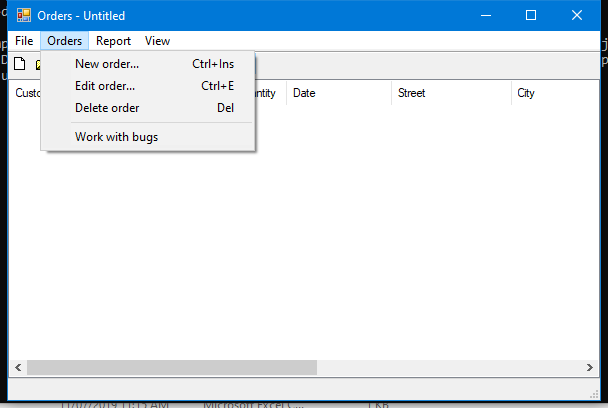 Orders - Untitled
File Orders Report View
New order... Ctrl+Ins
Edit order... Ctrl+E
Delete order Del
Work with bugs
Custo ntity Date Street City
11/07/2019 11:15 AM Microsoft Excel C... 1 KB